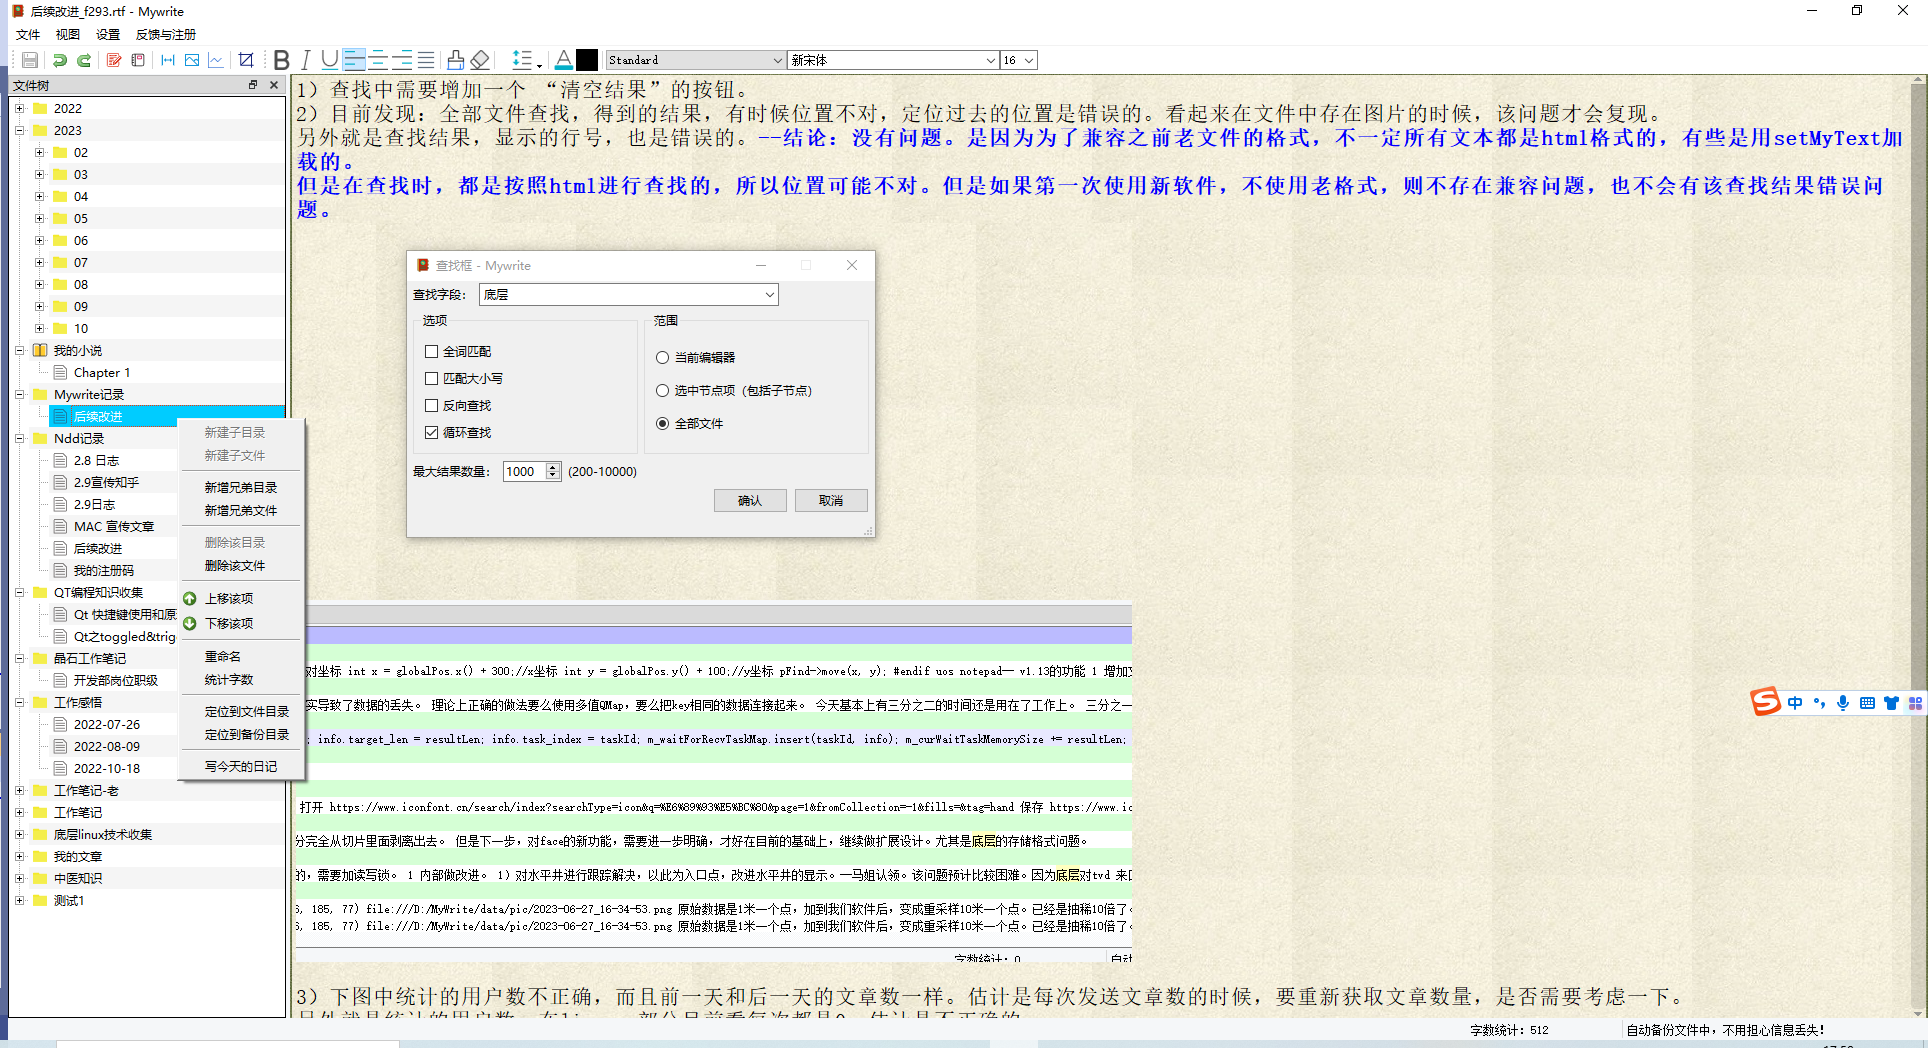 后续改进_f293.rtf - Mywrite
文件 视图 设置 反馈与注册
Standard 新宋体 16
文件树
2022
2023
02
03
04
05
06
07
08
09
10
我的小说
Chapter 1
Mywrite记录
后续改进
Ndd记录
2.8 日志
2.9宣传知乎
2.9日志
MAC 宣传文章
后续改进
我的注册码
QT编程知识收集
Qt 快捷键使用和原
Qt之toggled&trig
晶石工作笔记
开发部岗位职级
工作感悟
2022-07-26
2022-08-09
2022-10-18
工作笔记-老
工作笔记
底层linux技术收集
我的文章
中医知识
测试1
新建子目录
新建子文件
新增兄弟目录
新增兄弟文件
删除该目录
删除该文件
上移该项
下移该项
重命名
统计字数
定位到文件目录
定位到备份目录
写今天的日记
1）查找中需要增加一个 “清空结果”的按钮。
2）目前发现：全部文件查找，得到的结果，有时候位置不对，定位过去的位置是错误的。看起来在文件中存在图片的时候，该问题才会复现。
另外就是查找结果，显示的行号，也是错误的。--结论：没有问题。是因为为了兼容之前老文件的格式，不一定所有文本都是html格式的，有些是用setMyText加
载的。
但是在查找时，都是按照html进行查找的，所以位置可能不对。但是如果第一次使用新软件，不使用老格式，则不存在兼容问题，也不会有该查找结果错误问
题。
查找框 - Mywrite
查找字段： 底层
选项
全词匹配
匹配大小写
反向查找
循环查找
范围
当前编辑器
选中节点项（包括子节点）
全部文件
最大结果数量： 1000 (200-10000)
确认 取消
对坐标 int x = globalPos.x() + 300;//x坐标 int y = globalPos.y() + 100;//y坐标 pFind->move(x, y); #endif uos notepad-- v1.13的功能 1 增加
实导致了数据的丢失。 理论上正确的做法要么使用多值QMap，要么把key相同的数据连接起来。 今天基本上有三分之二的时间还是用在了工作上。 三分之一
; info.target_len = resultLen; info.task_index = taskId; m_waitForRecvTaskMap.insert(taskId, info); m_curWaitTaskMemorySize += resultLen;
打开 https://www.iconfont.cn/search/index?searchType=icon&q=%E6%89%93%E5%BC%80&page=1&fromCollection=-1&fills=&tag=hand 保存 https://www.ic
分完全从切片里面剥离出去。 但是下一步，对face的新功能，需要进一步明确，才好在目前的基础上，继续做扩展设计。尤其是底层的存储格式问题。
的，需要加读写锁。 1 内部做改进。 1）对水平井进行跟踪解决，以此为入口点，改进水平井的显示。一马姐认领。该问题预计比较困难。因为底层对tvd 来
6, 185, 77) file:///D:/MyWrite/data/pic/2023-06-27_16-34-53.png 原始数据是1米一个点，加到我们软件后，变成重采样10米一个点。已经是抽稀10倍了。
6, 185, 77) file:///D:/MyWrite/data/pic/2023-06-27_16-34-53.png 原始数据是1米一个点，加到我们软件后，变成重采样10米一个点。已经是抽稀10倍了。
字数统计：0
3）下图中统计的用户数不正确，而且前一天和后一天的文章数一样。估计是每次发送文章数的时候，要重新获取文章数量，是否需要考虑一下。
中
字数统计：512
自动备份文件中，不用担心信息丢失！